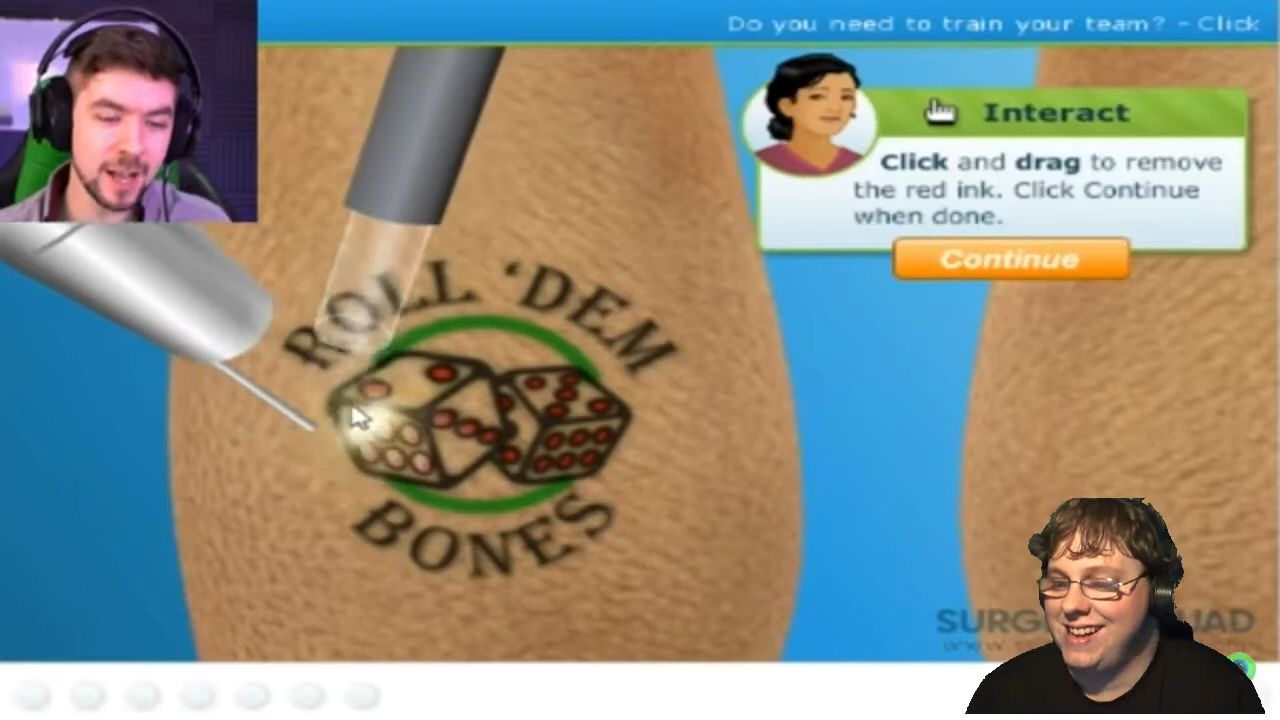 Do you need to train your team? - Click
Interact
Click and drag to remove
the red ink. Click Continue
when done.
Continue
ROLL 'DEM
BONES